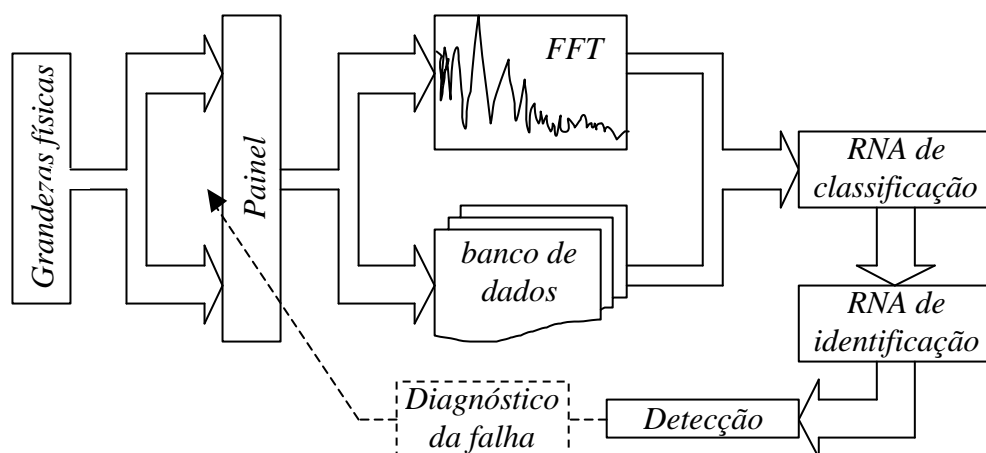 Grandezas físicas
Painel
FFT
banco de
dados
RNA de
classificação
RNA de
identificação
Detecção
Diagnóstico
da falha